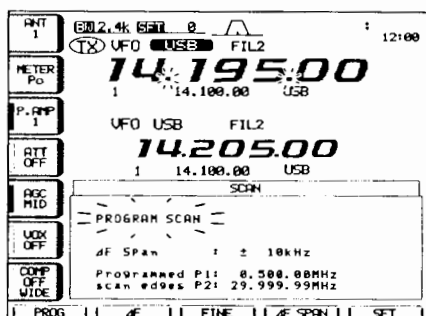 ANT 1
BW 2.4k SFT 0
12:00
TX VFO USB FIL2
METER Po
14.195.00
1 14.100.00 USB
P.AMP 1
VFO USB FIL2
ATT OFF
14.205.00
1 14.100.00 USB
AGC MID
SCAN
PROGRAM SCAN
VOX OFF
ΔF SPan : ± 10kHz
COMP OFF WIDE
Programmed P1: 0.500.00MHz
scan edges P2: 29.999.99MHz
PROG ΔF FINE ΔF SPAN SET